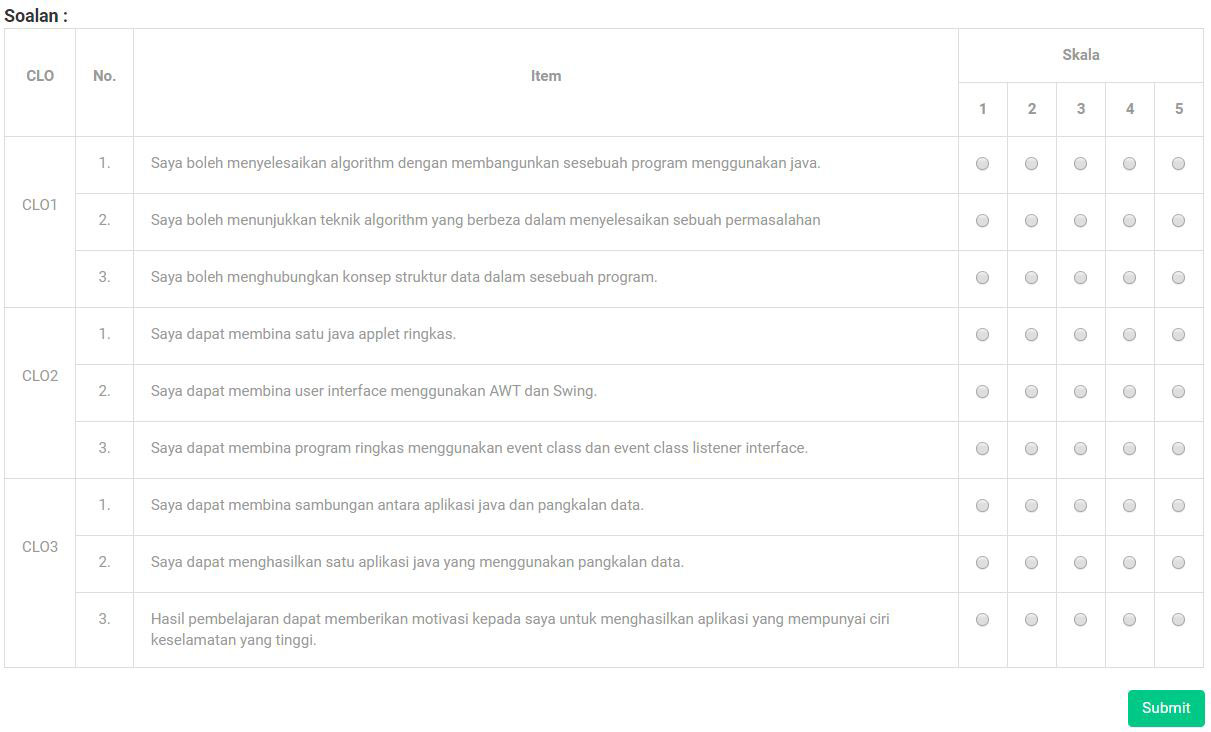 Soalan :
CLO No. Item Skala
1 2 3 4 5
CLO1
1. Saya boleh menyelesaikan algorithm dengan membangunkan sesebuah program menggunakan java.
2. Saya boleh menunjukkan teknik algorithm yang berbeza dalam menyelesaikan sebuah permasalahan
3. Saya boleh menghubungkan konsep struktur data dalam sesebuah program.
CLO2
1. Saya dapat membina satu java applet ringkas.
2. Saya dapat membina user interface menggunakan AWT dan Swing.
3. Saya dapat membina program ringkas menggunakan event class dan event class listener interface.
CLO3
1. Saya dapat membina sambungan antara aplikasi java dan pangkalan data.
2. Saya dapat menghasilkan satu aplikasi java yang menggunakan pangkalan data.
3. Hasil pembelajaran dapat memberikan motivasi kepada saya untuk menghasilkan aplikasi yang mempunyai ciri
keselamatan yang tinggi.
Submit